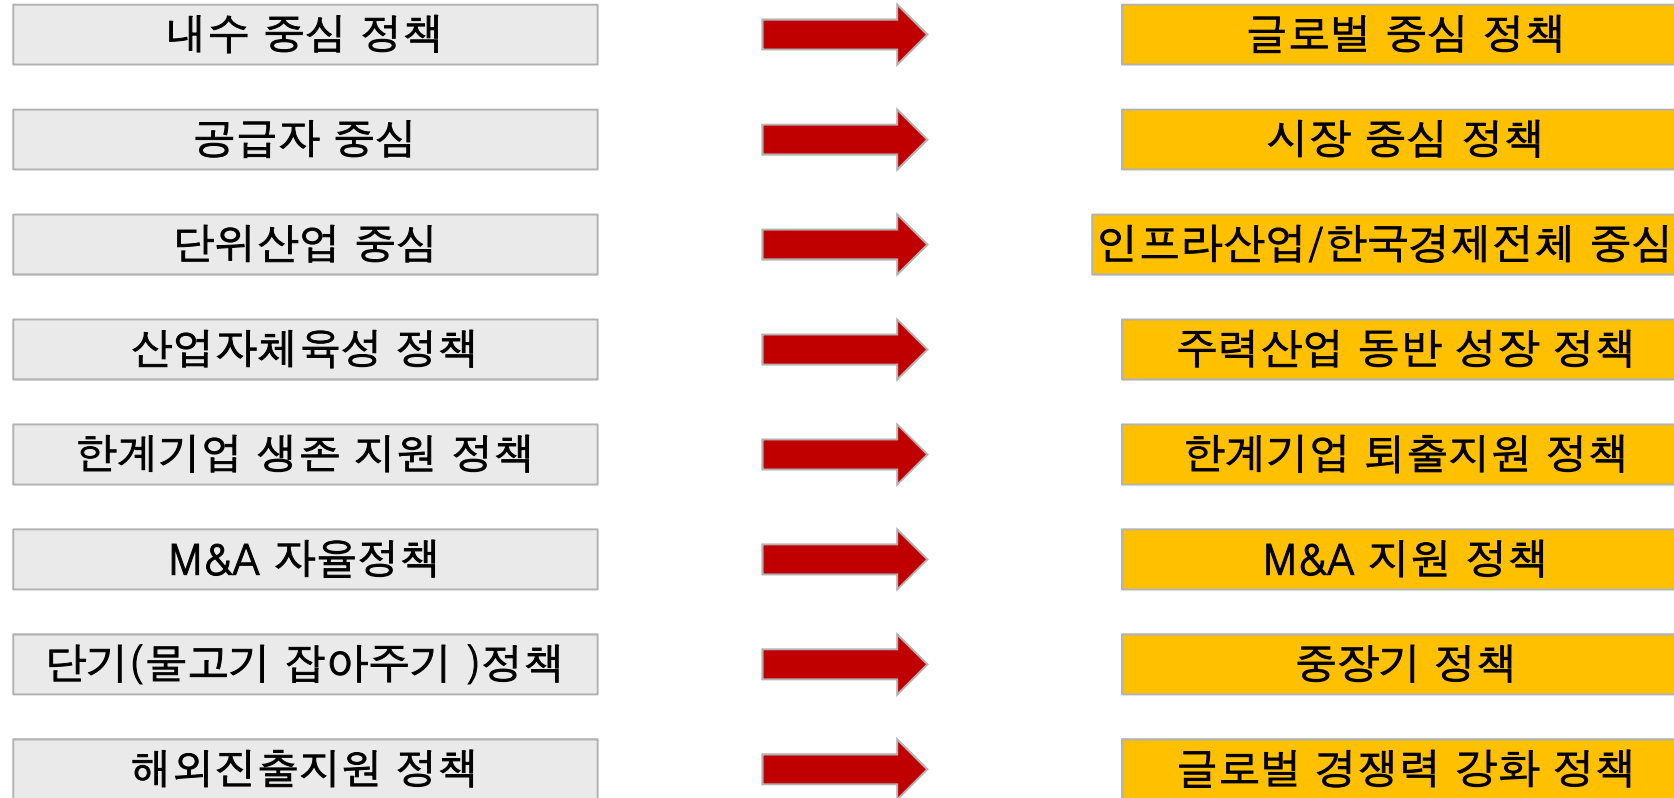 내수 중심 정책
글로벌 중심 정책
공급자 중심
시장 중심 정책
단위산업 중심
인프라산업/한국경제전체 중심
산업자체육성 정책
주력산업 동반 성장 정책
한계기업 생존 지원 정책
한계기업 퇴출지원 정책
M&A 자율정책
M&A 지원 정책
단기(물고기 잡아주기 )정책
중장기 정책
해외진출지원 정책
글로벌 경쟁력 강화 정책